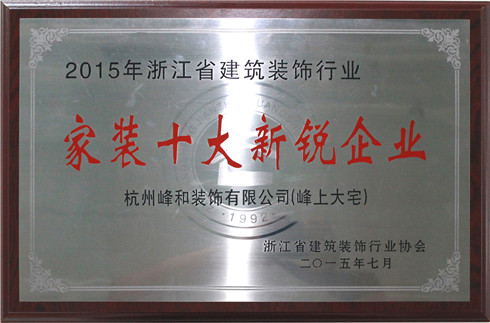 2015年浙江省建筑装饰行业
家装十大新锐企业
杭州峰和装饰有限公司(峰上大宅)
1992
浙江省建筑装饰行业协会
二〇一五年七月